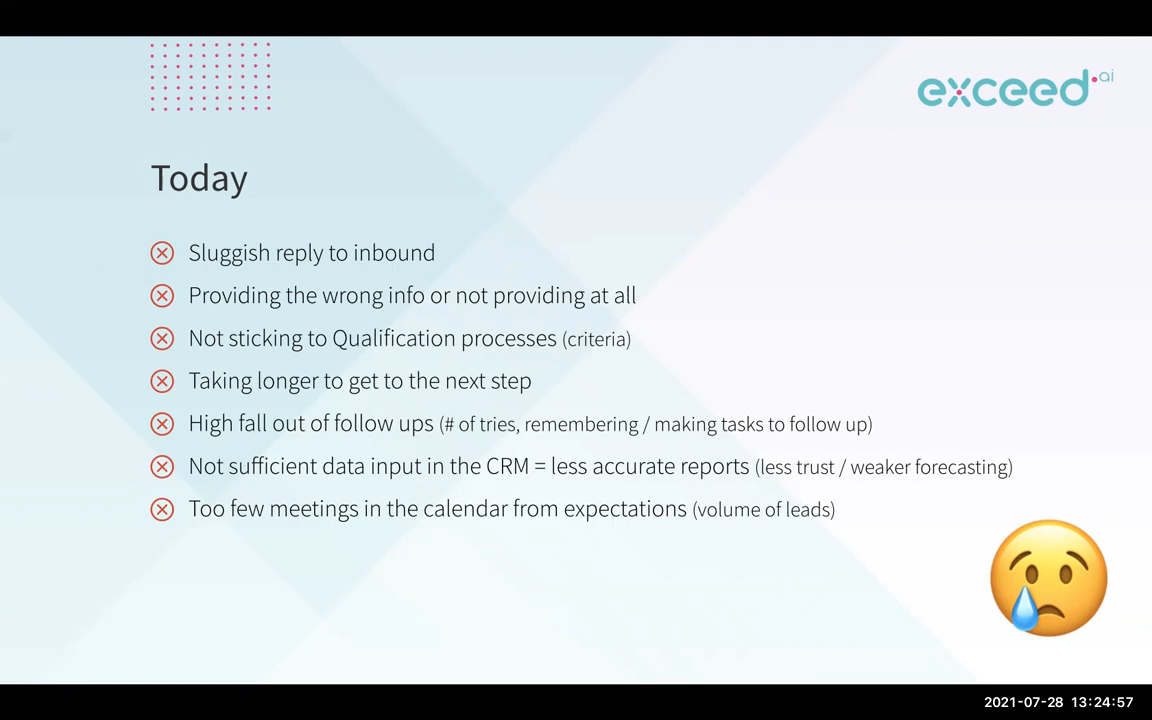 exceed.ai
Today
Sluggish reply to inbound
Providing the wrong info or not providing at all
Not sticking to Qualification processes (criteria)
Taking longer to get to the next step
High fall out of follow ups (# of tries, remembering / making tasks to follow up)
Not sufficient data input in the CRM = less accurate reports (less trust / weaker forecasting)
Too few meetings in the calendar from expectations (volume of leads)
2021-07-28 13:24:57